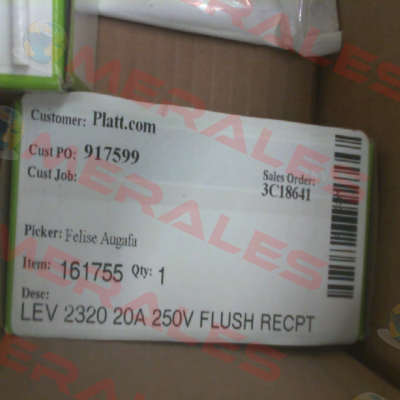 Customer: Platt.com
Cust PO: 917599
Cust Job:
Sales Order:
3C18641
Picker: Felise Augafa
Item: 161755 Qty: 1
Desc:
LEV 2320 20A 250V FLUSH RECPT
MERALES
MERALES
MERALES